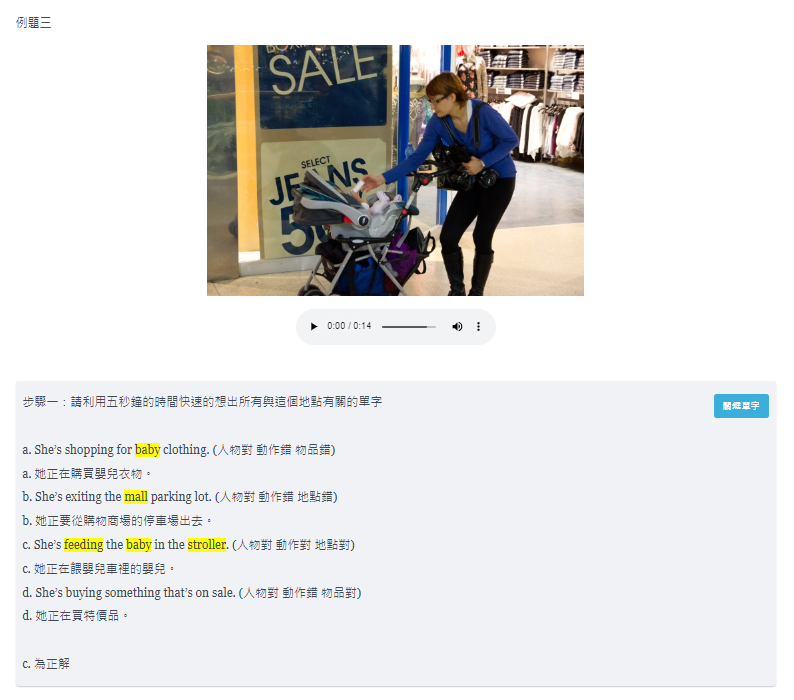 例題三
BOXING
SALE
SELECT
JEANS
0:00 / 0:14
步驟一：請利用五秒鐘的時間快速的想出所有與這個地點有關的單字
關鍵單字
a. She’s shopping for baby clothing. (人物對 動作錯 物品錯)
a. 她正在購買嬰兒衣物。
b. She’s exiting the mall parking lot. (人物對 動作錯 地點錯)
b. 她正要從購物商場的停車場出去。
c. She’s feeding the baby in the stroller. (人物對 動作對 地點對)
c. 她正在餵嬰兒車裡的嬰兒。
d. She’s buying something that’s on sale. (人物對 動作錯 物品對)
d. 她正在買特價品。
c. 為正解